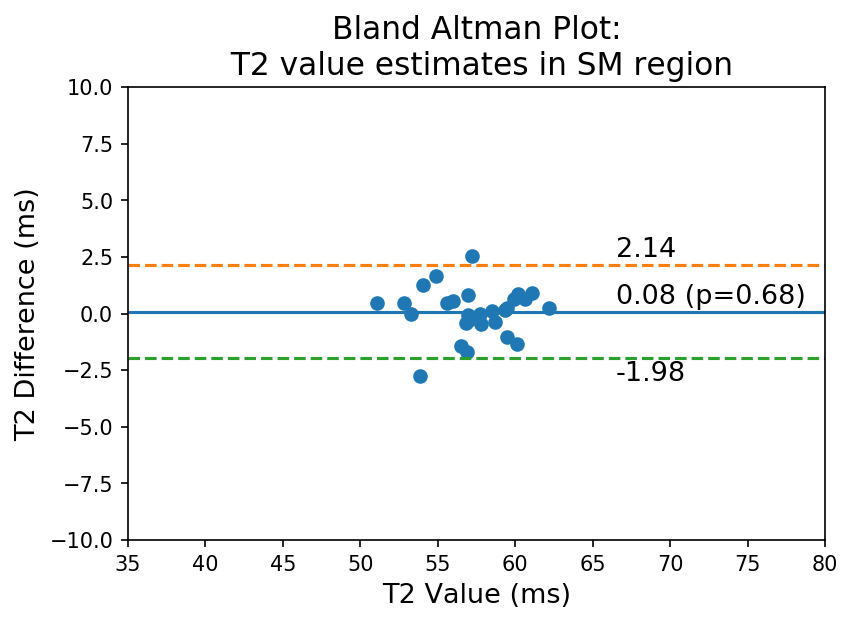 Bland Altman Plot:
T2 value estimates in SM region
T2 Difference (ms)
10.0
7.5
5.0
2.5
0.0
−2.5
−5.0
−7.5
−10.0
2.14
0.08 (p=0.68)
-1.98
35 40 45 50 55 60 65 70 75 80
T2 Value (ms)